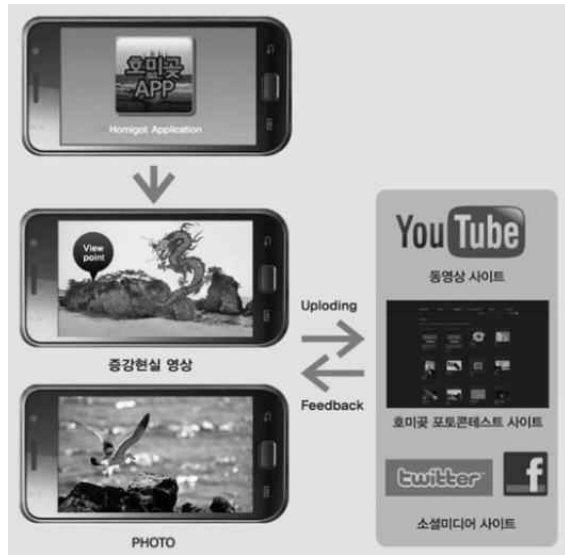 호미곶
APP
Homigot Application
View
point
증강현실 영상
PHOTO
Uploding
Feedback
YouTube
동영상 사이트
호미곶 포토콘테스트 사이트
twitter
f
소셜미디어 사이트